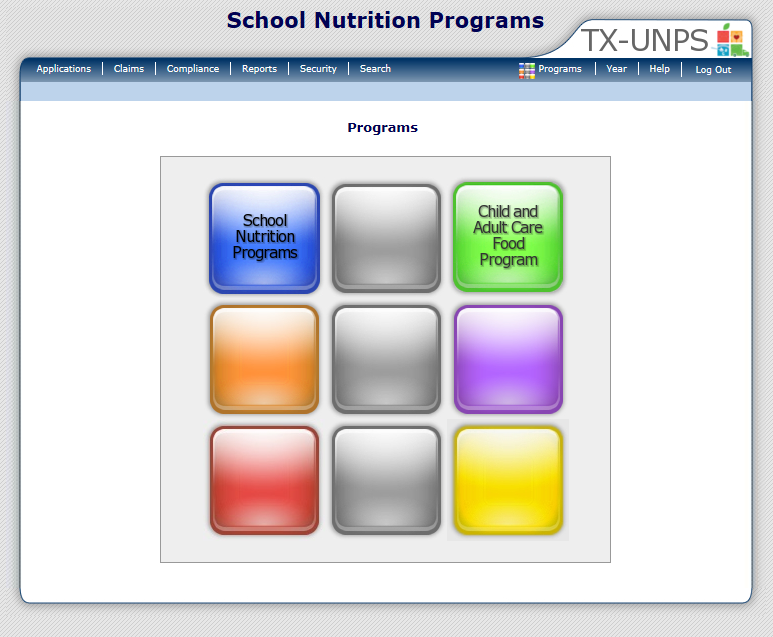 School Nutrition Programs
TX-UNPS
Applications Claims Compliance Reports Security Search Programs Year Help Log Out
Programs
School
Nutrition
Programs
Child and
Adult Care
Food
Program